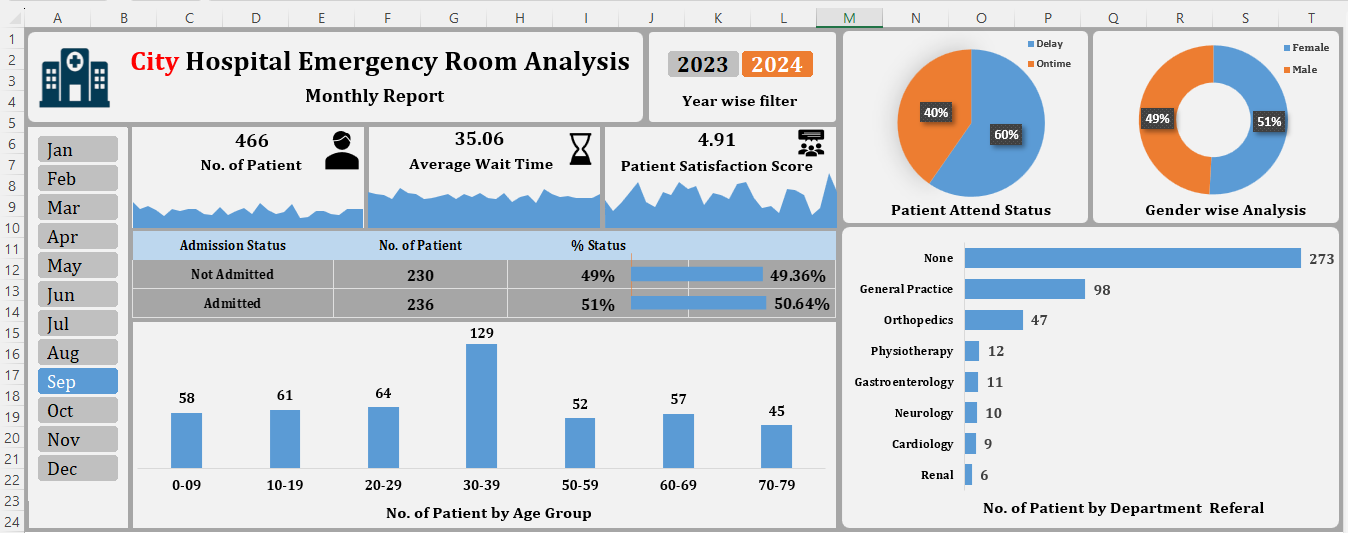 A B C D E F G H I J K L M N O P Q R S T
1
2
3
4
5
6
7
8
9
10
11
12
13
14
15
16
17
18
19
20
21
22
23
24
City Hospital Emergency Room Analysis
Monthly Report
2023 2024
Year wise filter
Jan
Feb
Mar
Apr
May
Jun
Jul
Aug
Sep
Oct
Nov
Dec
466
No. of Patient
35.06
Average Wait Time
4.91
Patient Satisfaction Score
Admission Status No. of Patient % Status
Not Admitted 230 49% 49.36%
Admitted 236 51% 50.64%
58 61 64 129 52 57 45
0-09 10-19 20-29 30-39 50-59 60-69 70-79
No. of Patient by Age Group
Delay
Ontime
40%
60%
Patient Attend Status
Female
Male
49% 51%
Gender wise Analysis
None 273
General Practice 98
Orthopedics 47
Physiotherapy 12
Gastroenterology 11
Neurology 10
Cardiology 9
Renal 6
No. of Patient by Department Referal